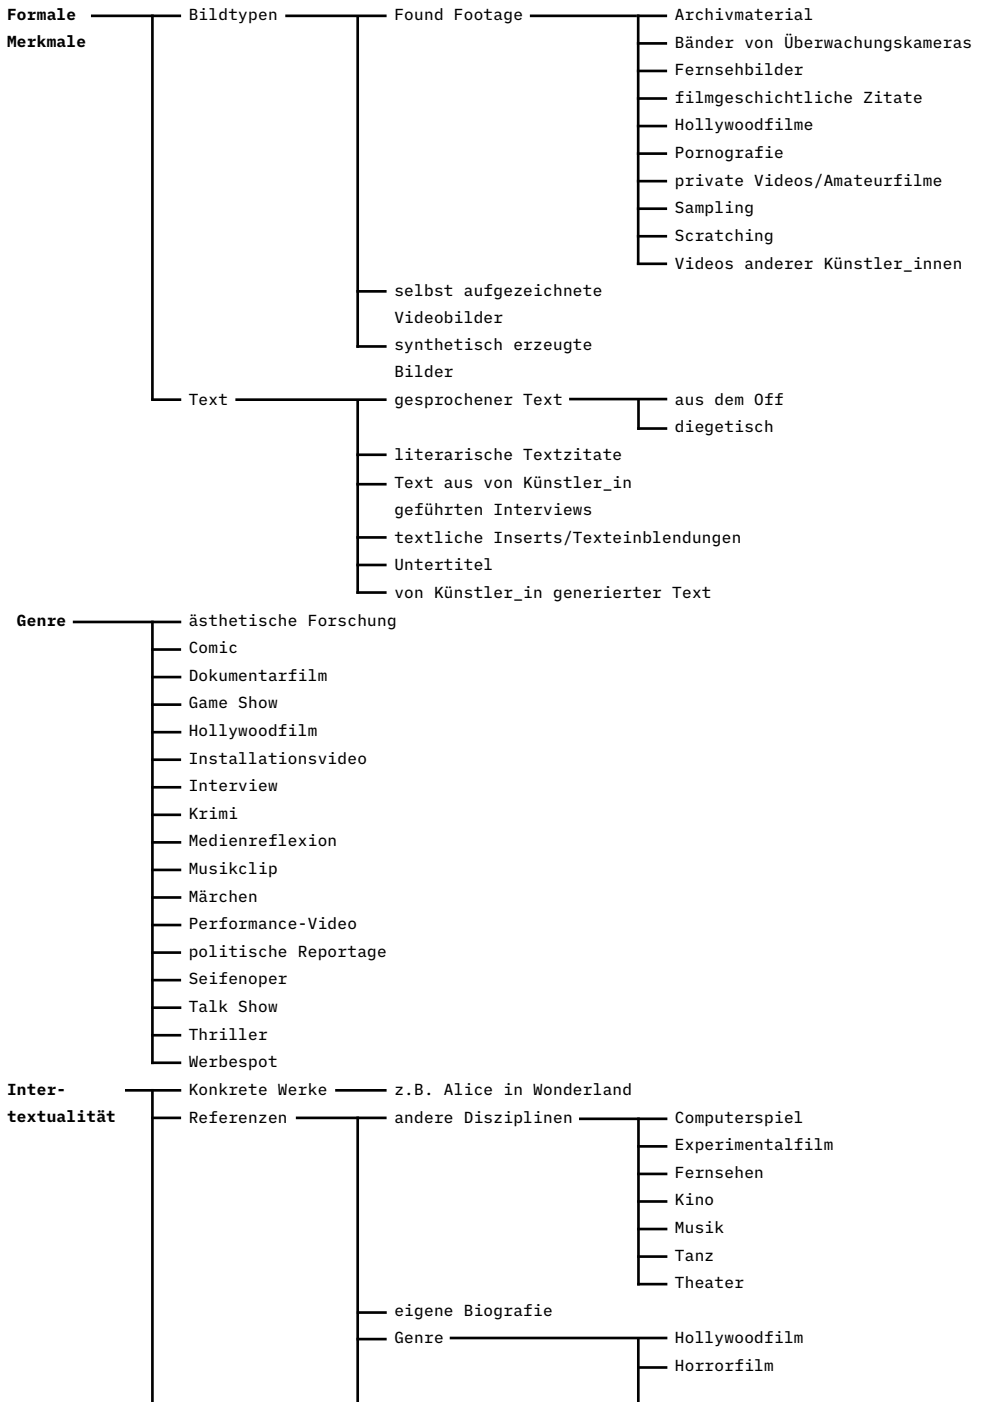 Formale Bildtypen Found Footage Archivmaterial
Merkmale Bänder von Überwachungskameras
Fernsehbilder
filmgeschichtliche Zitate
Hollywoodfilme
Pornografie
private Videos/Amateurfilme
Sampling
Scratching
Videos anderer Künstler_innen
selbst aufgezeichnete
Videobilder
synthetisch erzeugte
Bilder
Text gesprochener Text aus dem Off
diegetisch
literarische Textzitate
Text aus von Künstler_in
geführten Interviews
textliche Inserts/Texteinblendungen
Untertitel
von Künstler_in generierter Text
Genre ästhetische Forschung
Comic
Dokumentarfilm
Game Show
Hollywoodfilm
Installationsvideo
Interview
Krimi
Medienreflexion
Musikclip
Märchen
Performance-Video
politische Reportage
Seifenoper
Talk Show
Thriller
Werbespot
Inter- Konkrete Werke z.B. Alice in Wonderland
textualität Referenzen andere Disziplinen Computerspiel
Experimentalfilm
Fernsehen
Kino
Musik
Tanz
Theater
eigene Biografie
Genre Hollywoodfilm
Horrorfilm